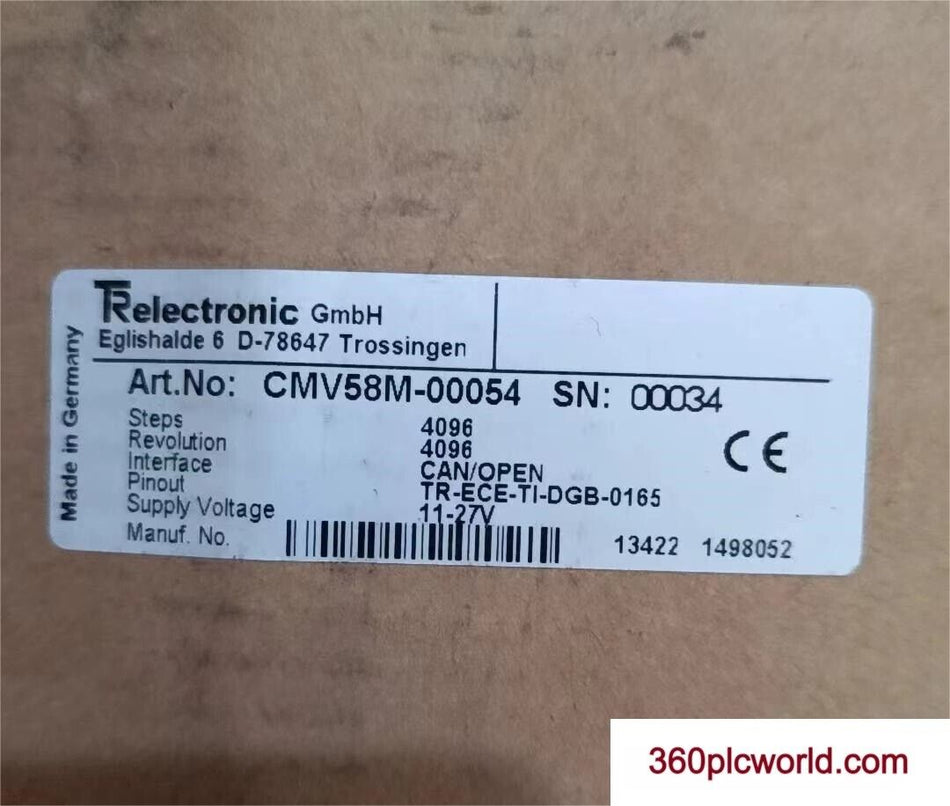 TRelectronic GmbH
Eglishalde 6 D-78647 Trossingen
Made in Germany
Art.No: CMV58M-00054 SN: 00034
Steps 4096
Revolution 4096
Interface CAN/OPEN
Pinout TR-ECE-TI-DGB-0165
Supply Voltage 11-27V
Manuf. No. 13422 1498052
CE
360plcworld.com